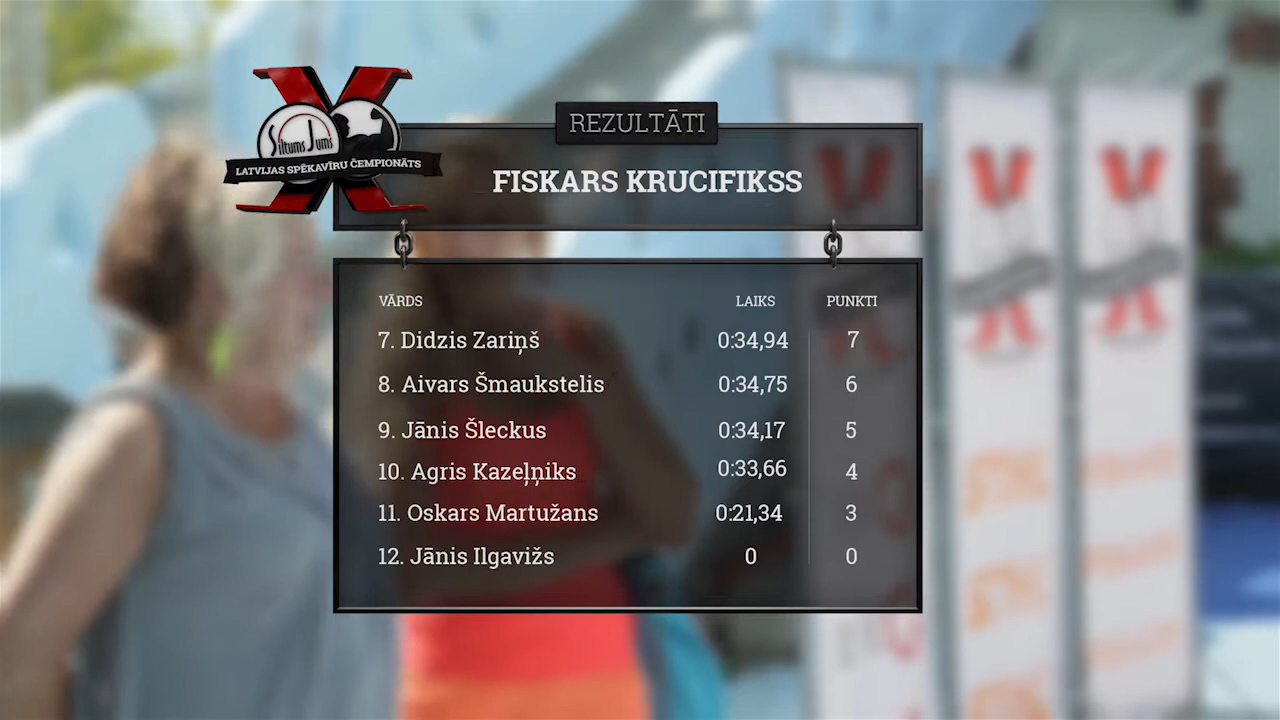 REZULTĀTI
Siltums Jums
LATVIJAS SPĒKAVĪRU ČEMPIONĀTS
FISKARS KRUCIFIKSS
VĀRDS LAIKS PUNKTI
7. Didzis Zariņš 0:34,94 7
8. Aivars Šmaukstelis 0:34,75 6
9. Jānis Šleckus 0:34,17 5
10. Agris Kazeļņiks 0:33,66 4
11. Oskars Martužans 0:21,34 3
12. Jānis Ilgavižs 0 0